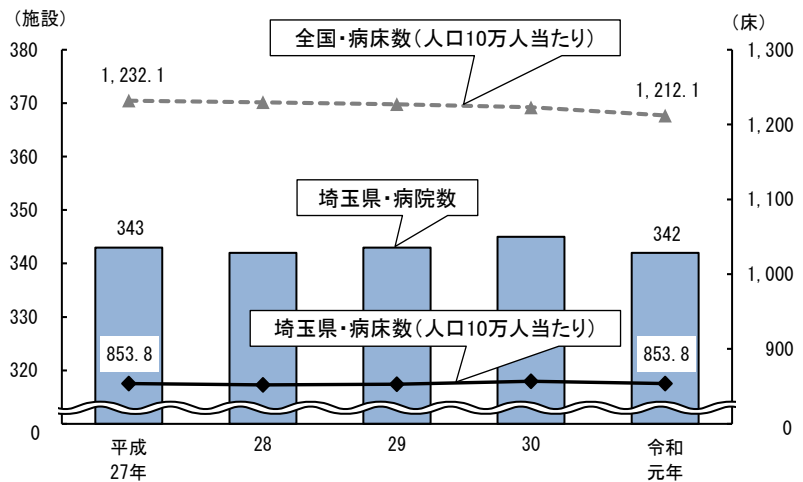 (施設)
(床)
380
370
360
350
340
330
320
0
1,300
1,200
1,100
1,000
900
0
全国・病床数(人口10万人当たり)
1,232.1
1,212.1
埼玉県・病院数
343
342
埼玉県・病床数(人口10万人当たり)
853.8
853.8
平成
27年
28
29
30
令和
元年